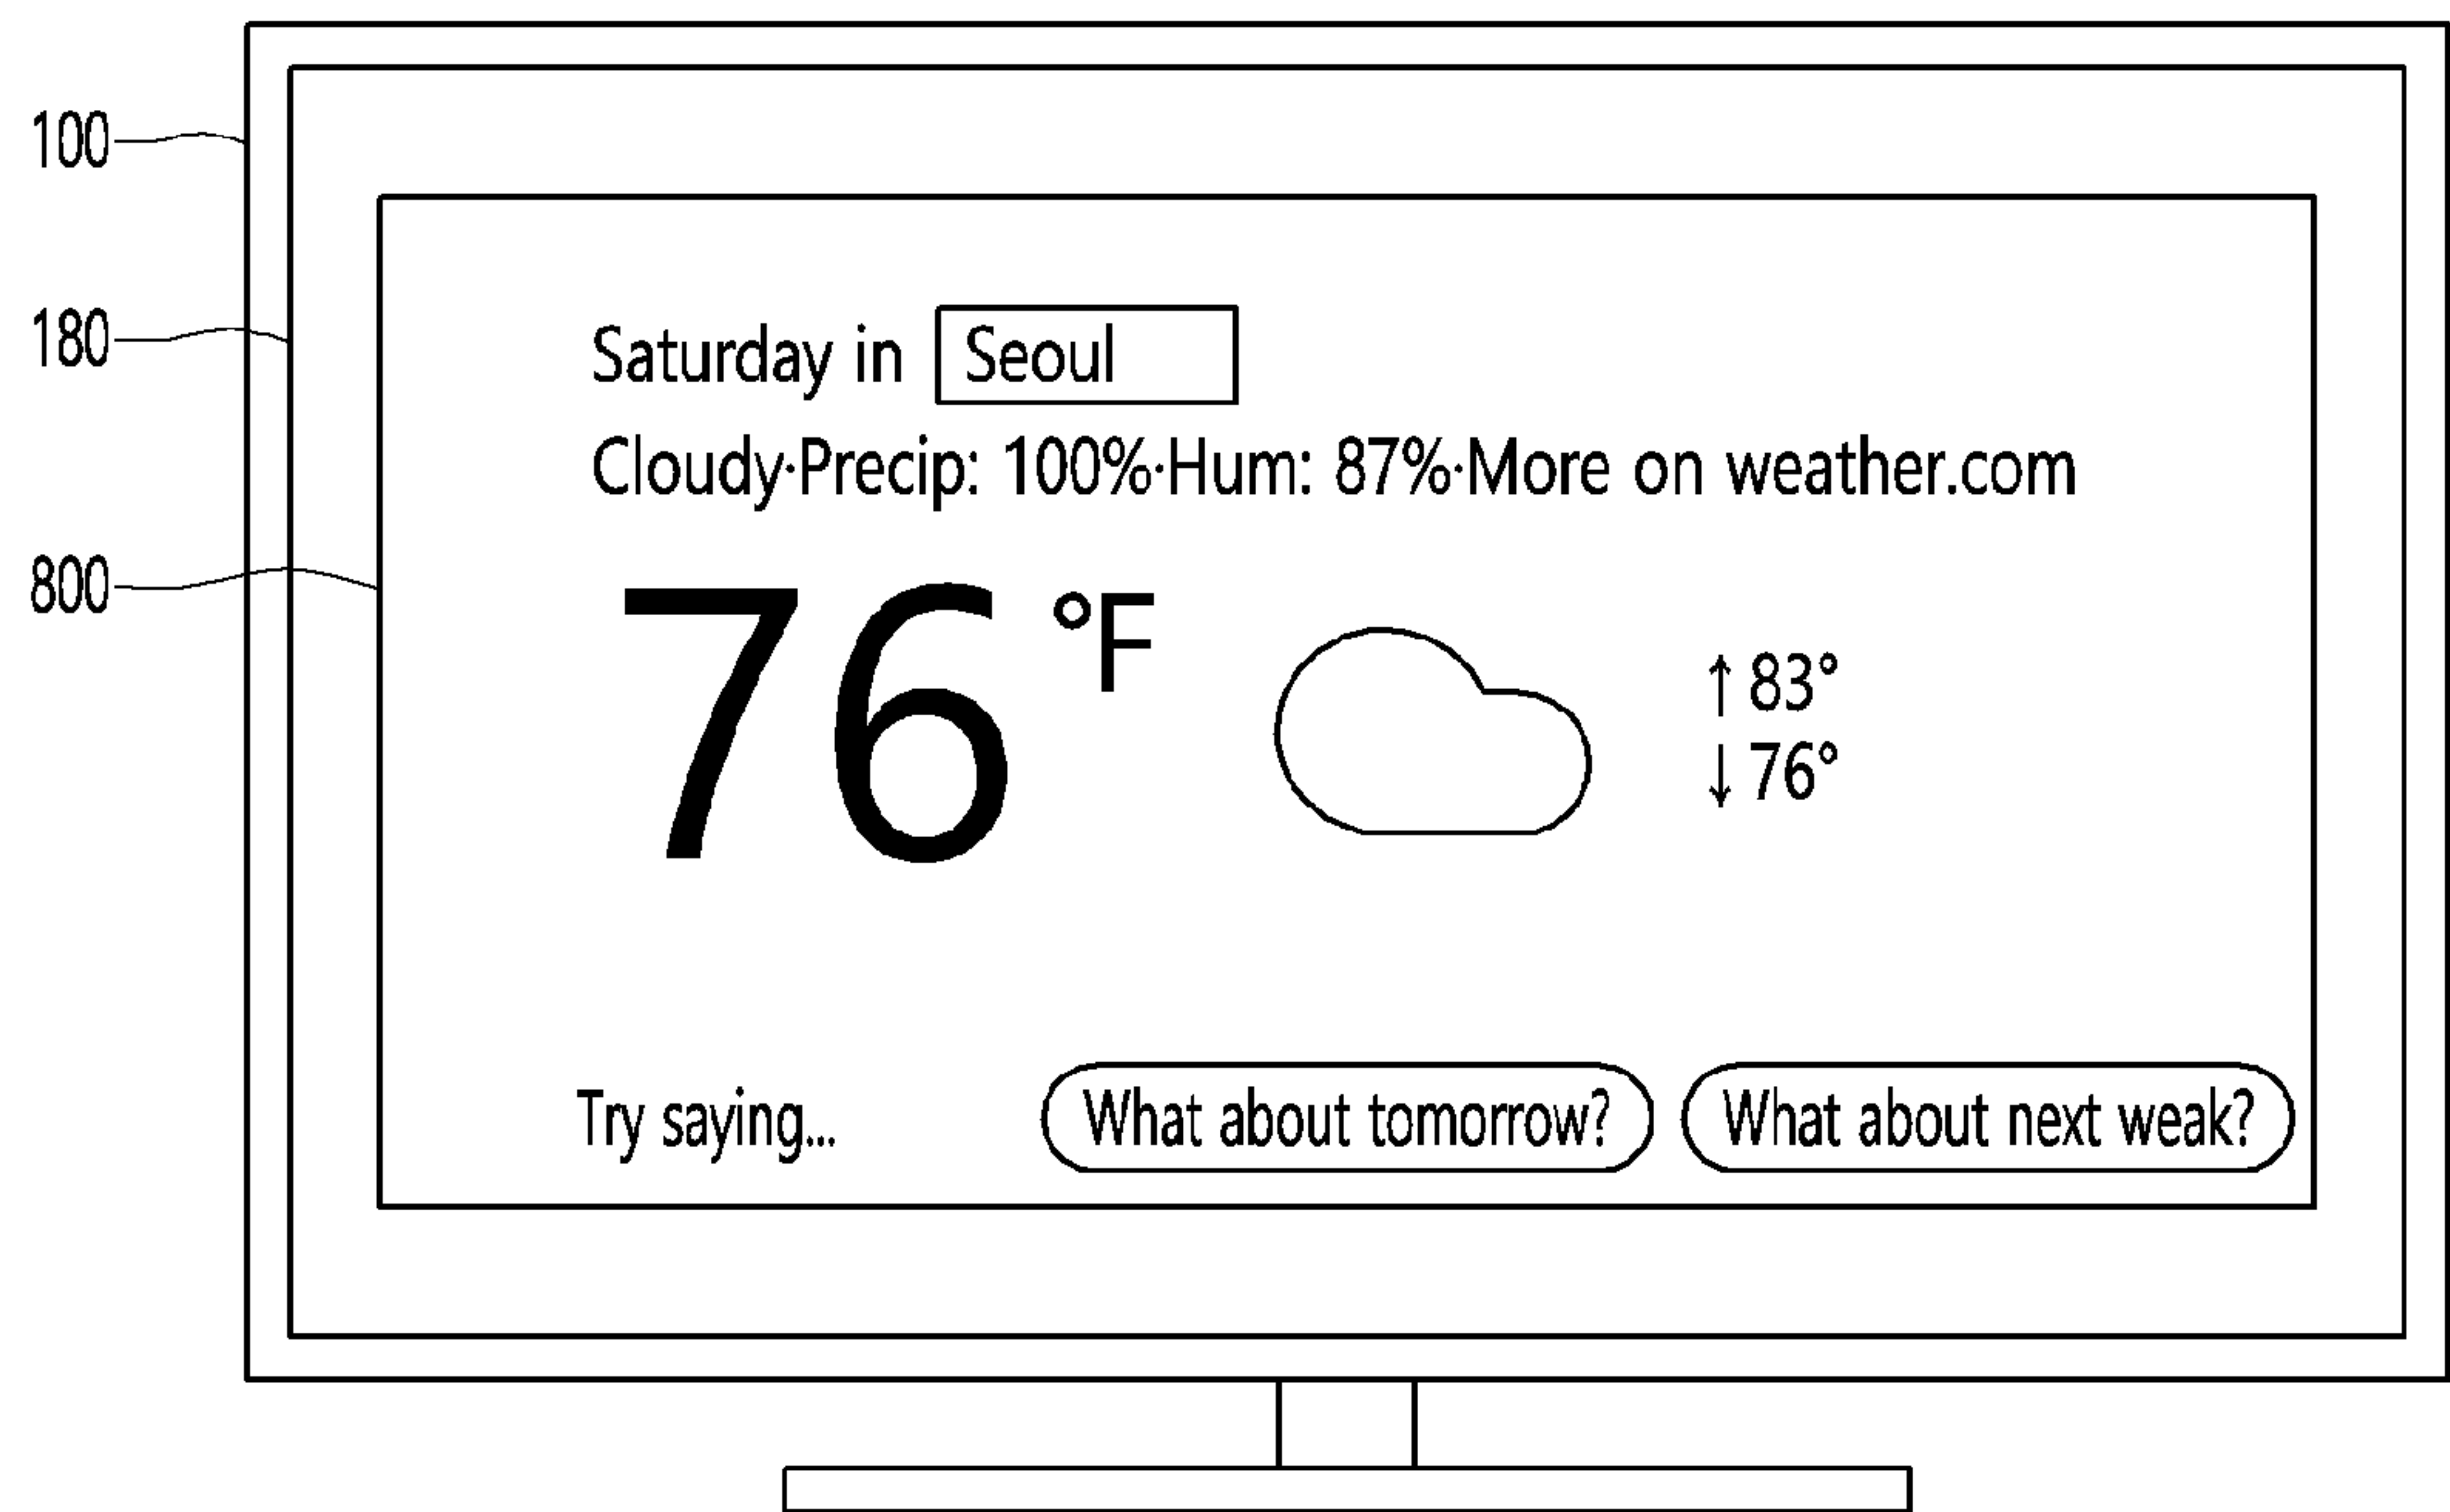 100
180
800
Saturday in Seoul
Cloudy·Precip: 100%·Hum: 87%·More on weather.com
76 °F
↑ 83°
↓ 76°
Try saying... What about tomorrow? What about next weak?